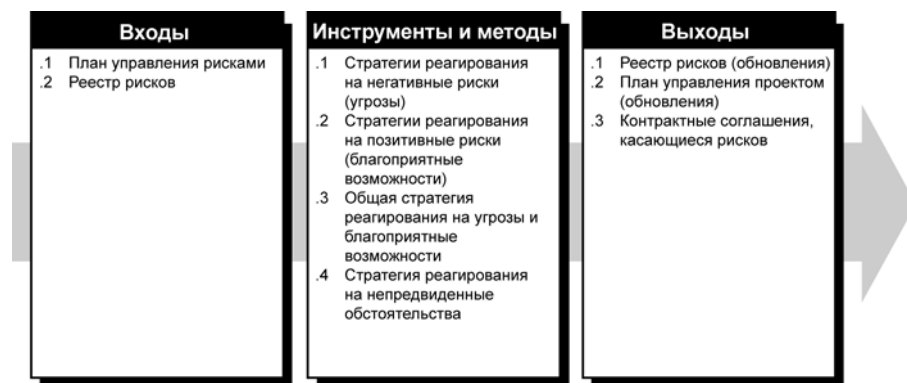 Входы
.1 План управления рисками
.2 Реестр рисков
Инструменты и методы
.1 Стратегии реагирования
на негативные риски
(угрозы)
.2 Стратегии реагирования
на позитивные риски
(благоприятные
возможности)
.3 Общая стратегия
реагирования на угрозы и
благоприятные
возможности
.4 Стратегия реагирования
на непредвиденные
обстоятельства
Выходы
.1 Реестр рисков (обновления)
.2 План управления проектом
(обновления)
.3 Контрактные соглашения,
касающиеся рисков